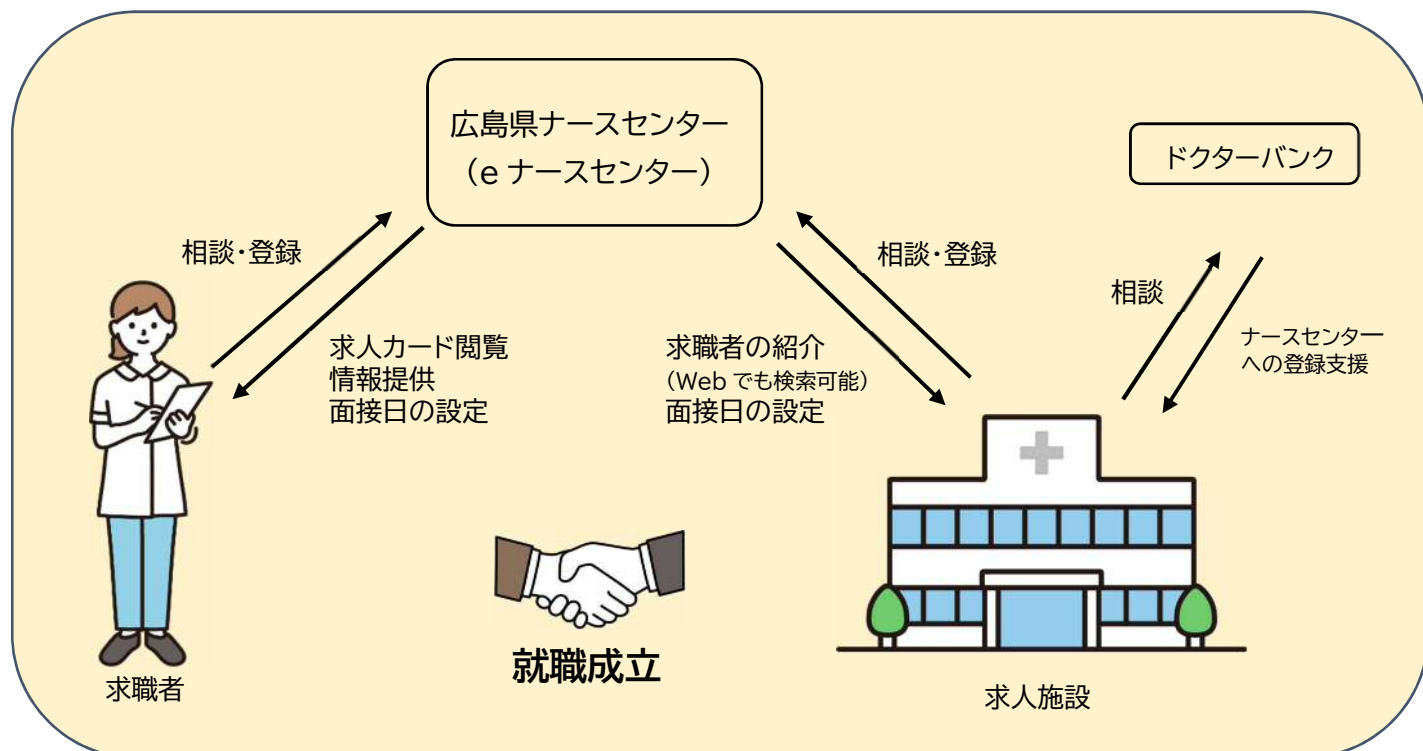 広島県ナースセンター
（e ナースセンター）
ドクターバンク
相談・登録
相談・登録
相談
求人カード閲覧
情報提供
面接日の設定
求職者の紹介
（Web でも検索可能）
面接日の設定
ナースセンター
への登録支援
就職成立
求職者
求人施設